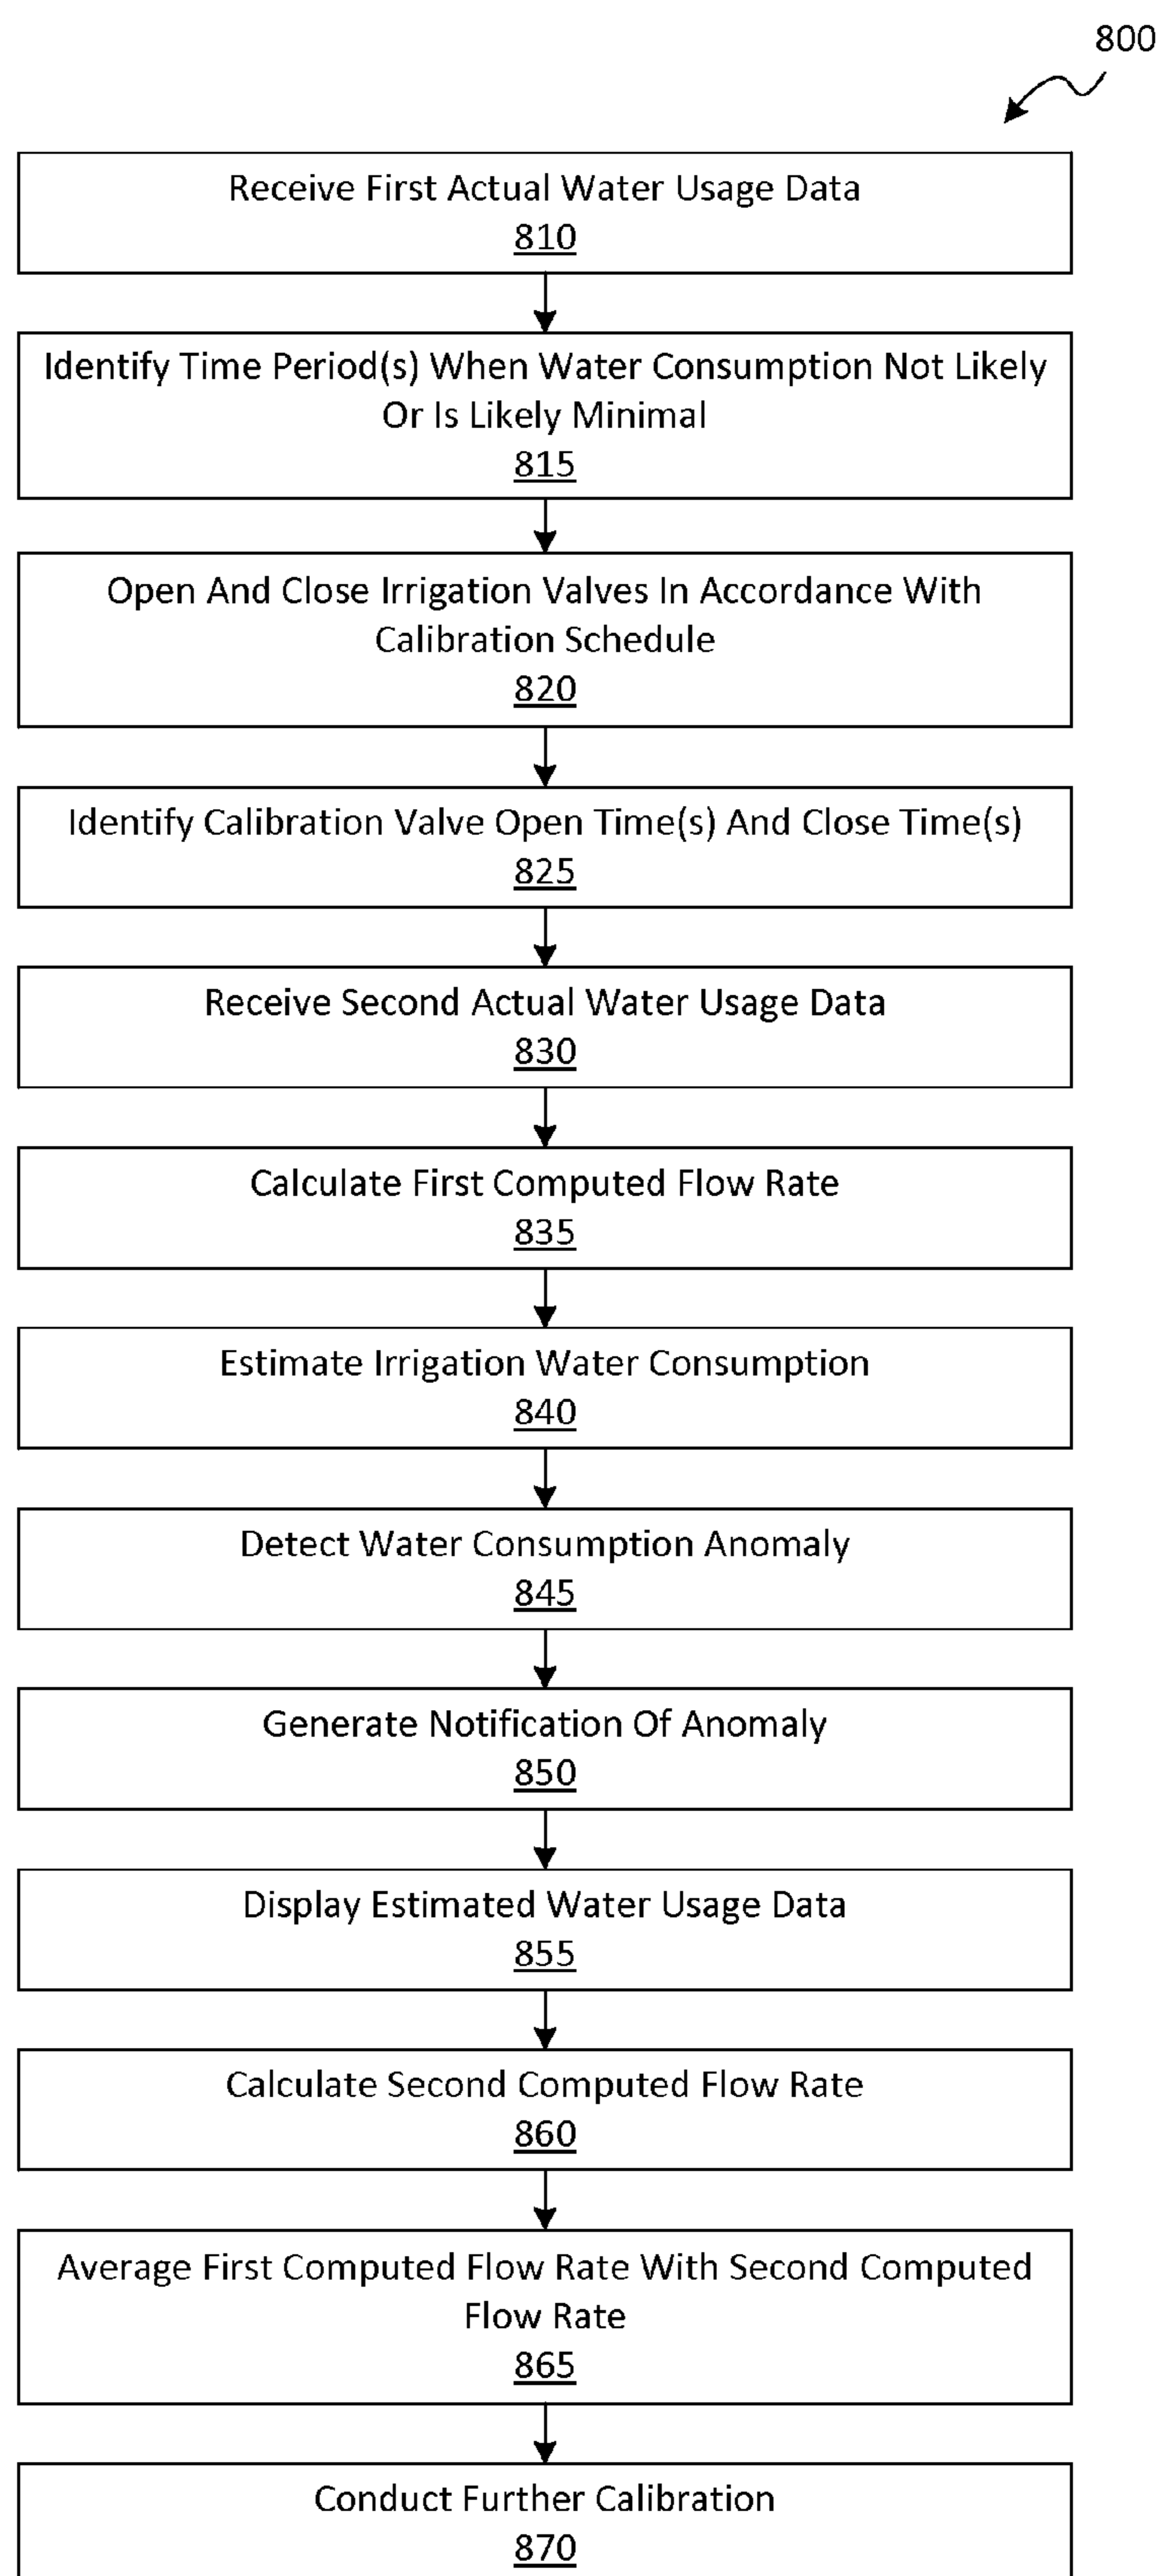 800
Receive First Actual Water Usage Data
810
Identify Time Period(s) When Water Consumption Not Likely
Or Is Likely Minimal
815
Open And Close Irrigation Valves In Accordance With
Calibration Schedule
820
Identify Calibration Valve Open Time(s) And Close Time(s)
825
Receive Second Actual Water Usage Data
830
Calculate First Computed Flow Rate
835
Estimate Irrigation Water Consumption
840
Detect Water Consumption Anomaly
845
Generate Notification Of Anomaly
850
Display Estimated Water Usage Data
855
Calculate Second Computed Flow Rate
860
Average First Computed Flow Rate With Second Computed
Flow Rate
865
Conduct Further Calibration
870